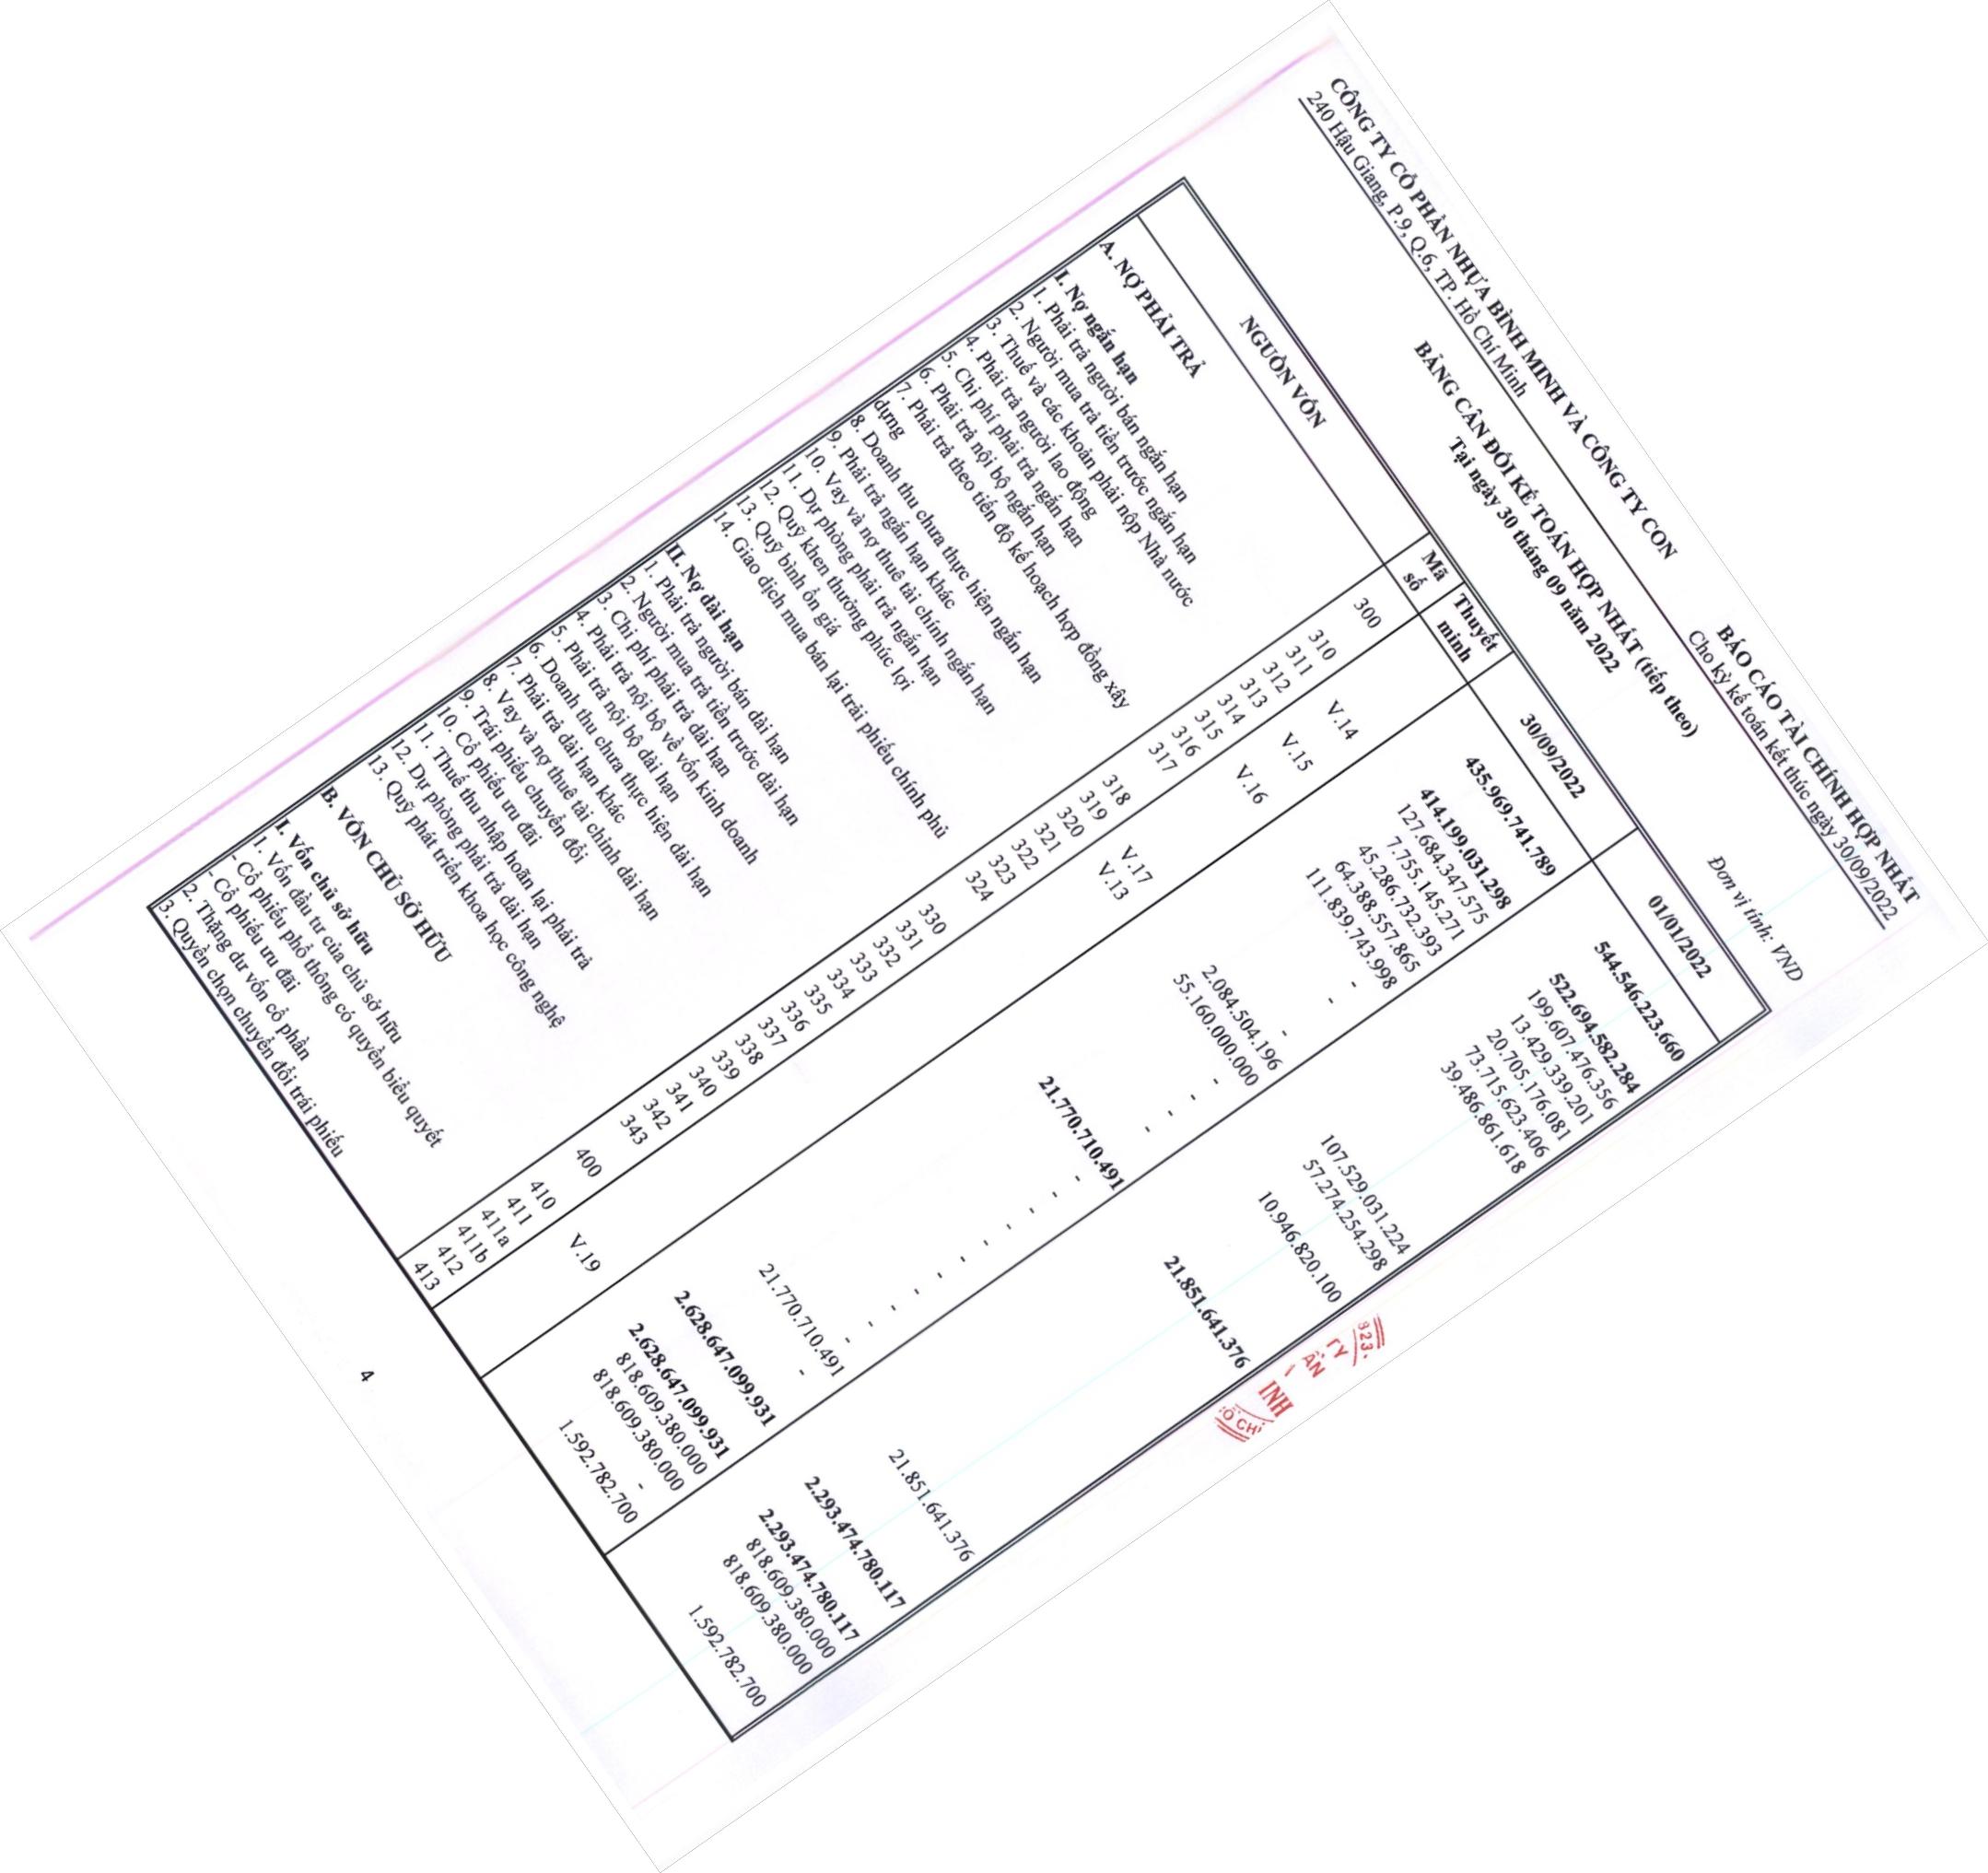 CÔNG TY CỔ PHẦN NHỰA BÌNH MINH VÀ CÔNG TY CON
240 Hậu Giang, P.9, Q.6, TP. Hồ Chí Minh
BÁO CÁO TÀI CHÍNH HỢP NHẤT
Cho kỳ kế toán kết thúc ngày 30/09/2022
BẢNG CÂN ĐỐI KẾ TOÁN HỢP NHẤT (tiếp theo)
Tại ngày 30 tháng 09 năm 2022
Đơn vị tính: VND
NGUỒN VỐN Mã số Thuyết minh 30/09/2022 01/01/2022
A. NỢ PHẢI TRẢ 300 435.969.741.789 544.546.223.660
I. Nợ ngắn hạn 310 414.199.031.298 522.694.582.284
1. Phải trả người bán ngắn hạn 311 V.14 127.684.347.575 199.607.476.356
2. Người mua trả tiền trước ngắn hạn 312 7.755.145.271 13.429.339.201
3. Thuế và các khoản phải nộp Nhà nước 313 V.15 45.286.732.393 20.705.176.081
4. Phải trả người lao động 314 64.388.557.865 73.715.623.406
5. Chi phí phải trả ngắn hạn 315 V.16 111.839.743.998 39.486.861.618
6. Phải trả nội bộ ngắn hạn 316 -
7. Phải trả theo tiến độ kế hoạch hợp đồng xây 317 -
dựng
8. Doanh thu chưa thực hiện ngắn hạn 318 -
9. Phải trả ngắn hạn khác 319 V.17 2.084.504.196 107.529.031.224
10. Vay và nợ thuê tài chính ngắn hạn 320 V.13 55.160.000.000 57.274.254.298
11. Dự phòng phải trả ngắn hạn 321 -
12. Quỹ khen thưởng phúc lợi 322 - 10.946.820.100
13. Quỹ bình ổn giá 323 -
14. Giao dịch mua bán lại trái phiếu chính phủ 324 -
II. Nợ dài hạn 330 21.770.710.491 21.851.641.376
1. Phải trả người bán dài hạn 331 -
2. Người mua trả tiền trước dài hạn 332 -
3. Chi phí phải trả dài hạn 333 -
4. Phải trả nội bộ về vốn kinh doanh 334 -
5. Phải trả nội bộ dài hạn 335 -
6. Doanh thu chưa thực hiện dài hạn 336 -
7. Phải trả dài hạn khác 337 -
8. Vay và nợ thuê tài chính dài hạn 338 -
9. Trái phiếu chuyển đổi 339 -
10. Cổ phiếu ưu đãi 340 -
11. Thuế thu nhập hoãn lại phải trả 341 -
12. Dự phòng phải trả dài hạn 342 21.770.710.491 21.851.641.376
13. Quỹ phát triển khoa học công nghệ 343 -
B. VỐN CHỦ SỞ HỮU 400 2.628.647.099.931 2.293.474.780.117
I. Vốn chủ sở hữu 410 V.19 2.628.647.099.931 2.293.474.780.117
1. Vốn đầu tư của chủ sở hữu 411 818.609.380.000 818.609.380.000
- Cổ phiếu phổ thông có quyền biểu quyết 411a 818.609.380.000 818.609.380.000
- Cổ phiếu ưu đãi 411b -
2. Thặng dư vốn cổ phần 412 1.592.782.700 1.592.782.700
3. Quyền chọn chuyển đổi trái phiếu 413
823.
TY
ẦN
INH
Ồ CHÍ
4